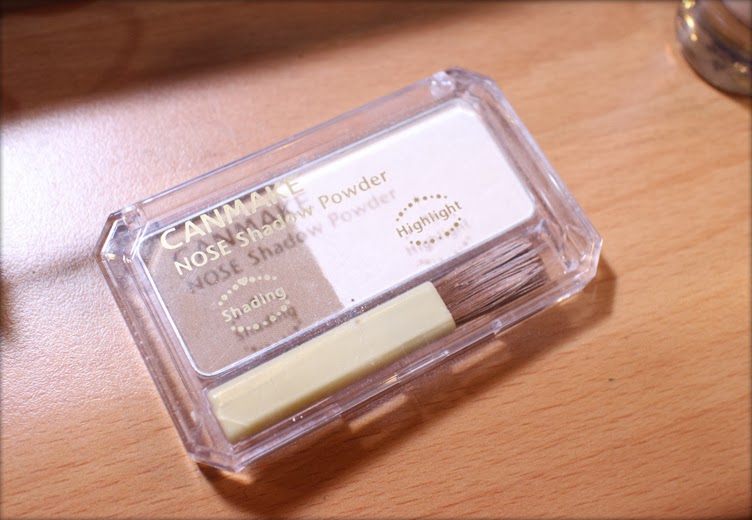 CANMAKE
NOSE Shadow Powder
Highlight
Shading